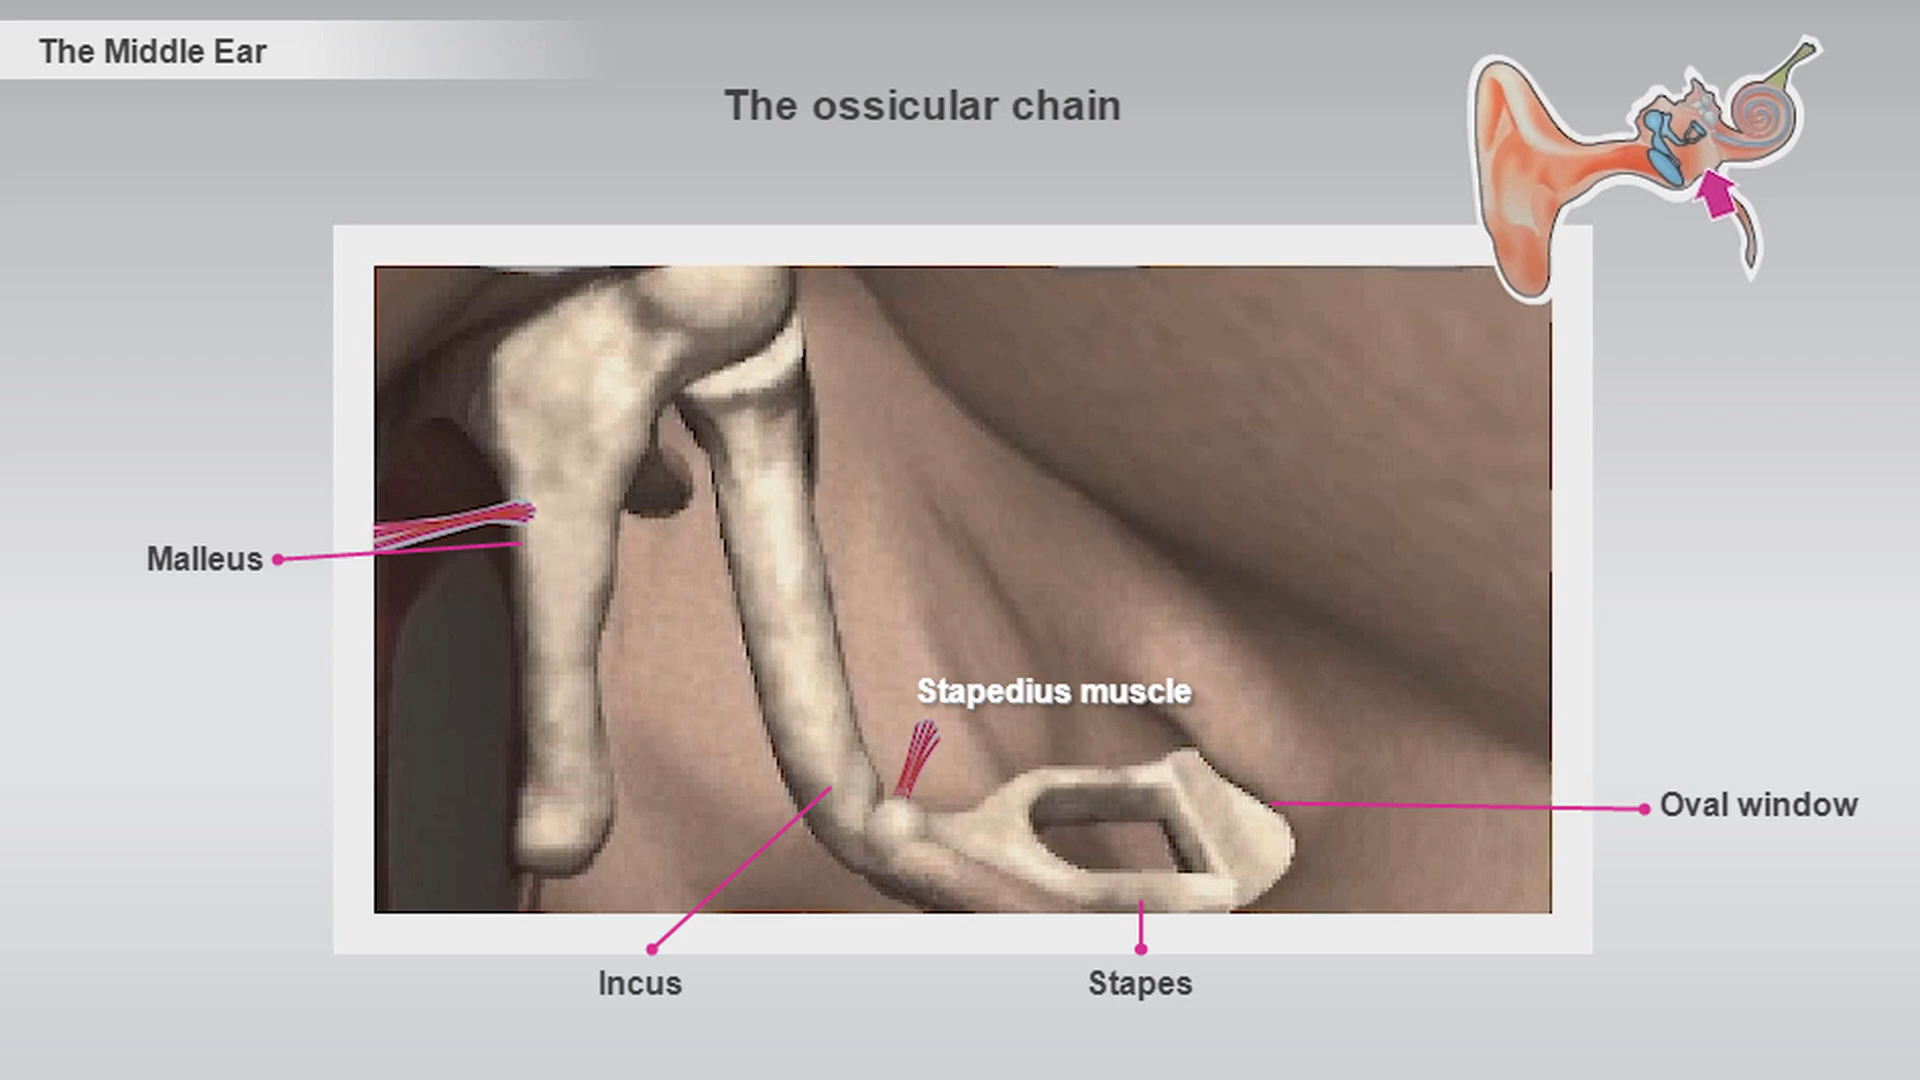 The Middle Ear
The ossicular chain
Malleus
Stapedius muscle
Oval window
Incus
Stapes